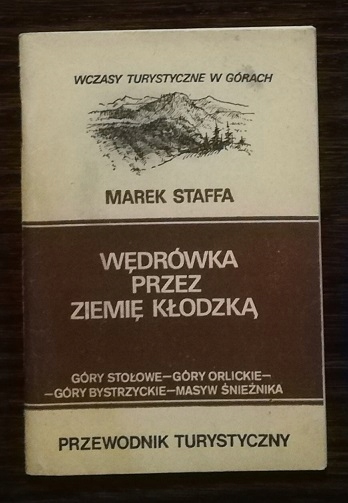 WCZASY TURYSTYCZNE W GÓRACH
MAREK STAFFA
WĘDRÓWKA
PRZEZ
ZIEMIĘ KŁODZKĄ
GÓRY STOŁOWE—GÓRY ORLICKIE—
—GÓRY BYSTRZYCKIE—MASYW ŚNIEŻNIKA
PRZEWODNIK TURYSTYCZNY